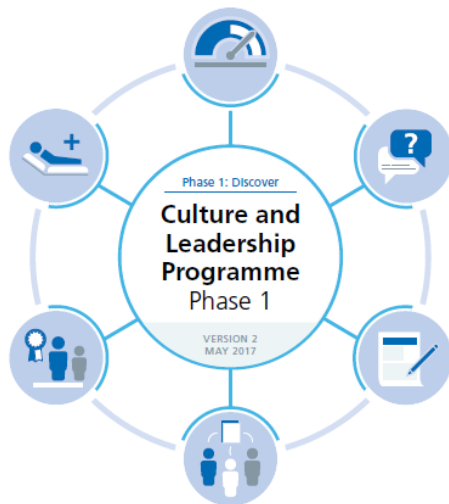 ?
Phase 1: Discover
Culture and
Leadership
Programme
Phase 1
VERSION 2
MAY 2017